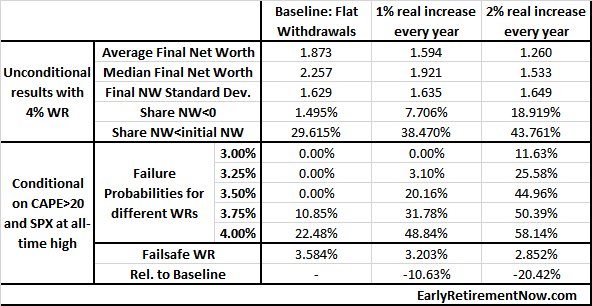 Baseline: Flat Withdrawals 1% real increase every year 2% real increase every year
Unconditional results with 4% WR
Average Final Net Worth 1.873 1.594 1.260
Median Final Net Worth 2.257 1.921 1.533
Final NW Standard Dev. 1.629 1.635 1.649
Share NW<0 1.495% 7.706% 18.919%
Share NW<initial NW 29.615% 38.470% 43.761%
Conditional on CAPE>20 and SPX at all-time high
Failure Probabilities for different WRs
3.00% 0.00% 0.00% 11.63%
3.25% 0.00% 3.10% 25.58%
3.50% 0.00% 20.16% 44.96%
3.75% 10.85% 31.78% 50.39%
4.00% 22.48% 48.84% 58.14%
Failsafe WR 3.584% 3.203% 2.852%
Rel. to Baseline - -10.63% -20.42%
EarlyRetirementNow.com